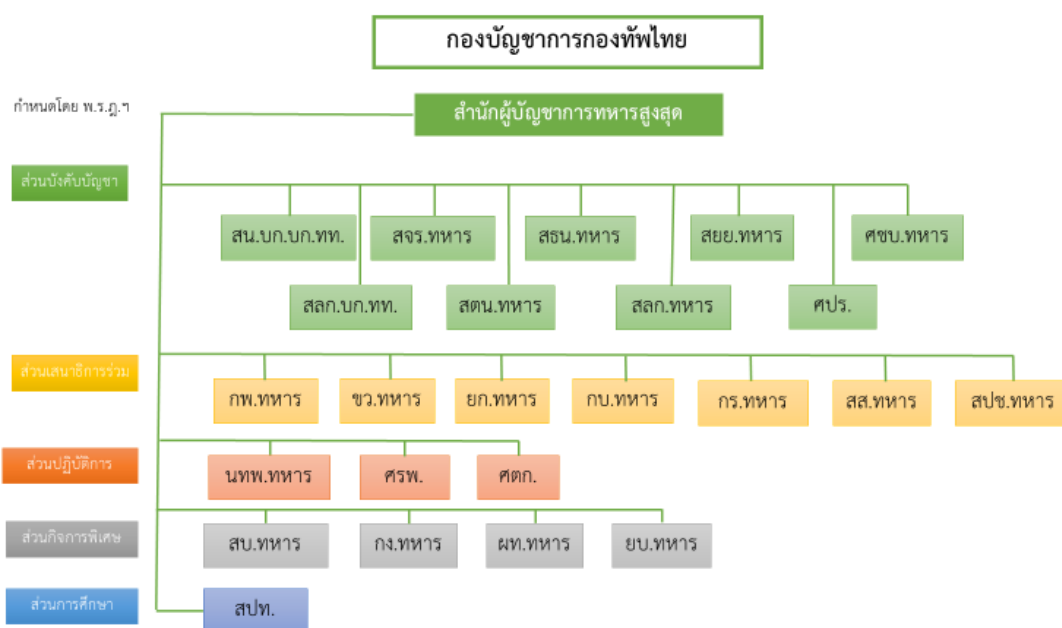 กองบัญชาการกองทัพไทย
กำหนดโดย พ.ร.ฎ.ฯ
สำนักผู้บัญชาการทหารสูงสุด
ส่วนบังคับบัญชา
สน.บก.บก.ทท.
สจร.ทหาร
สธน.ทหาร
สยย.ทหาร
ศซบ.ทหาร
สลก.บก.ทท.
สตน.ทหาร
สลก.ทหาร
ศปร.
ส่วนเสนาธิการร่วม
กพ.ทหาร
ขว.ทหาร
ยก.ทหาร
กบ.ทหาร
กร.ทหาร
สส.ทหาร
สปช.ทหาร
ส่วนปฏิบัติการ
นทพ.ทหาร
ศรพ.
ศตก.
ส่วนกิจการพิเศษ
สบ.ทหาร
กง.ทหาร
ผท.ทหาร
ยบ.ทหาร
ส่วนการศึกษา
สปท.